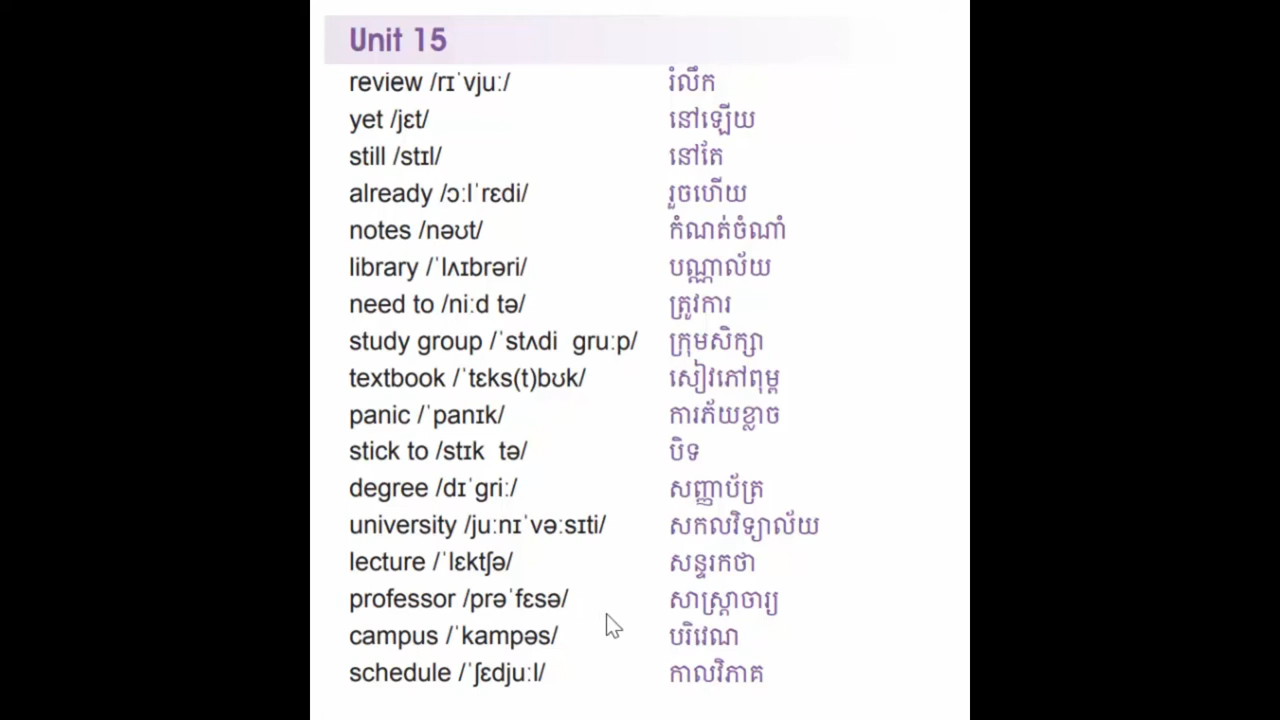 Unit 15
review /rɪˈvjuː/ រំលឹក
yet /jɛt/ នៅឡើយ
still /stɪl/ នៅតែ
already /ɔːlˈrɛdi/ រួចហើយ
notes /nəʊt/ កំណត់ចំណាំ
library /ˈlʌɪbrəri/ បណ្ណាល័យ
need to /niːd tə/ ត្រូវការ
study group /ˈstʌdi gruːp/ ក្រុមសិក្សា
textbook /ˈtɛks(t)bʊk/ សៀវភៅពុម្ព
panic /ˈpanɪk/ ការភ័យខ្លាច
stick to /stɪk tə/ បិទ
degree /dɪˈgriː/ សញ្ញាប័ត្រ
university /juːnɪˈvəːsɪti/ សកលវិទ្យាល័យ
lecture /ˈlɛktʃə/ សន្ទរកថា
professor /prəˈfɛsə/ សាស្ត្រាចារ្យ
campus /ˈkampəs/ បរិវេណ
schedule /ˈʃɛdjuːl/ កាលវិភាគ